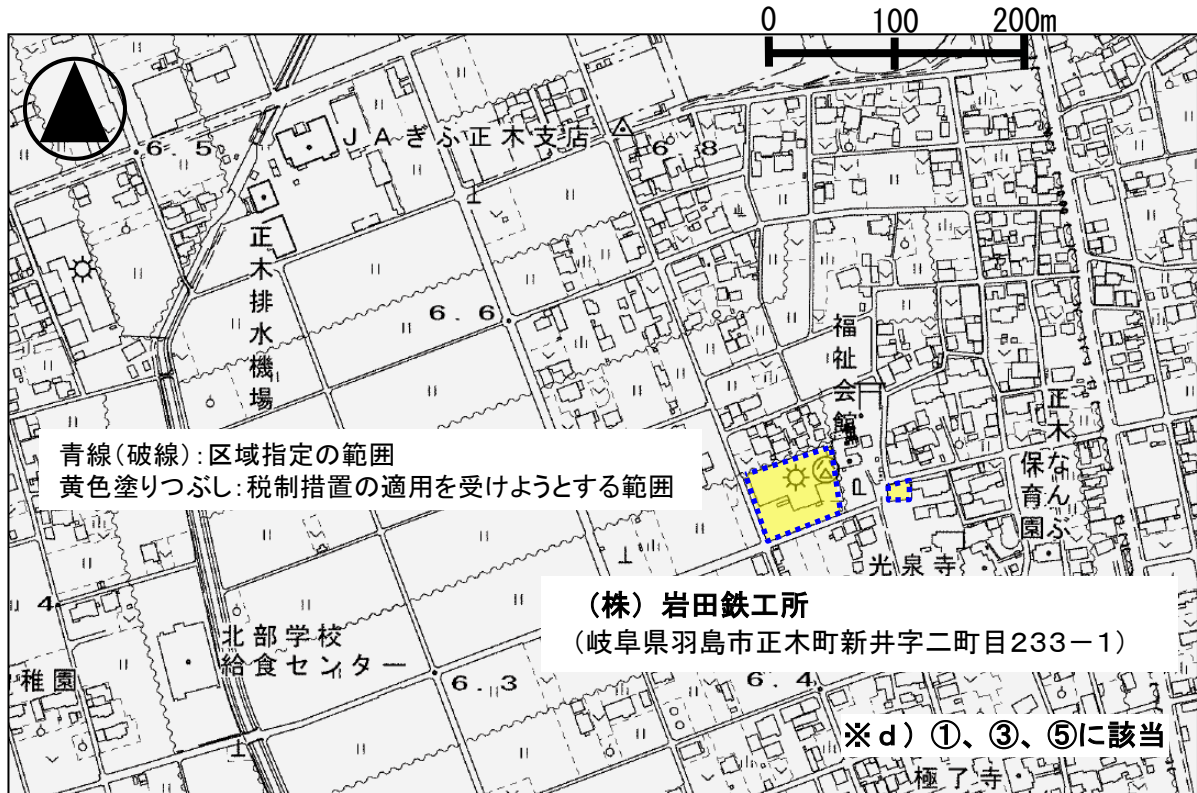 0 100 200m
6.5
JAぎふ正木支店
6.8
正木排水機場
6.6
福祉会館
正木なんぶ
保育園
青線(破線):区域指定の範囲
黄色塗りつぶし:税制措置の適用を受けようとする範囲
P
光泉寺
(株) 岩田鉄工所
(岐阜県羽島市正木町新井字二町目233-1)
4
北部学校
給食センター
稚園
6.3
6.4
※d) ①、③、⑤に該当
極了寺